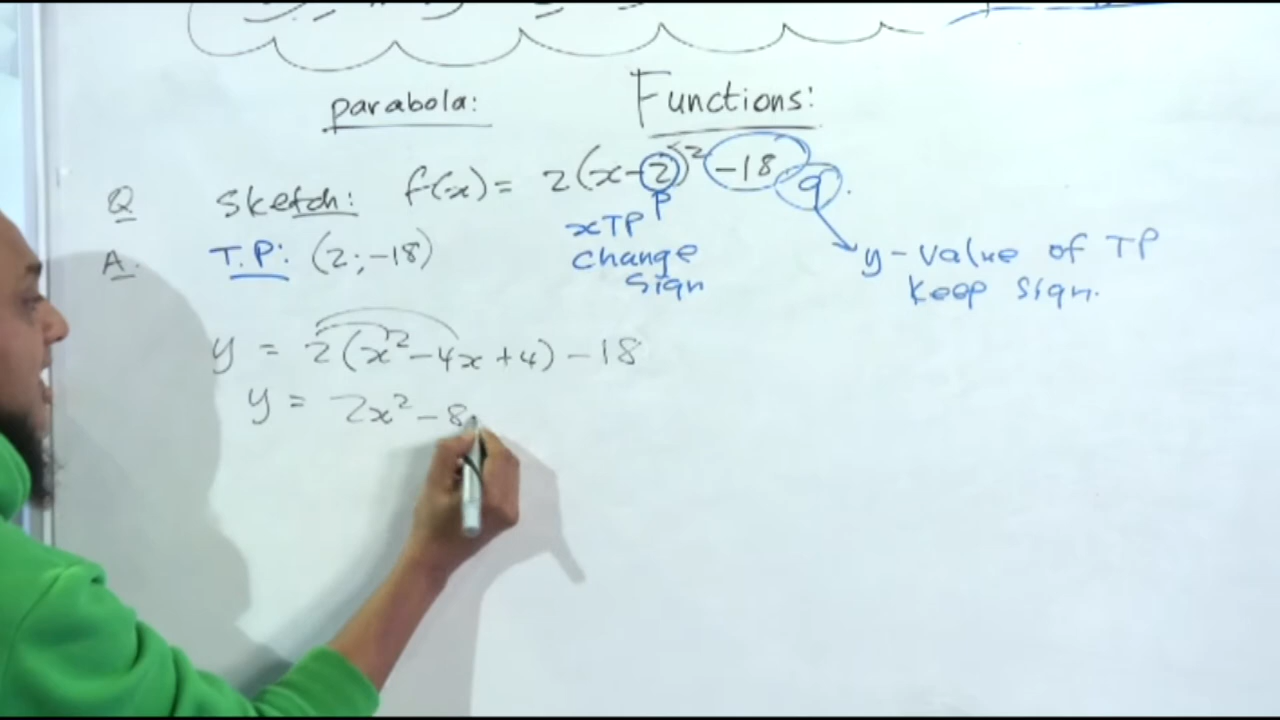 parabola:
Functions:
Q Sketch: f(x) = 2(x-2)² -18 q.
A. T.P: (2;-18)
p
xTP
change
sign
y-value of TP
keep sign.
y = 2(x²-4x+4)-18
y = 2x²-8